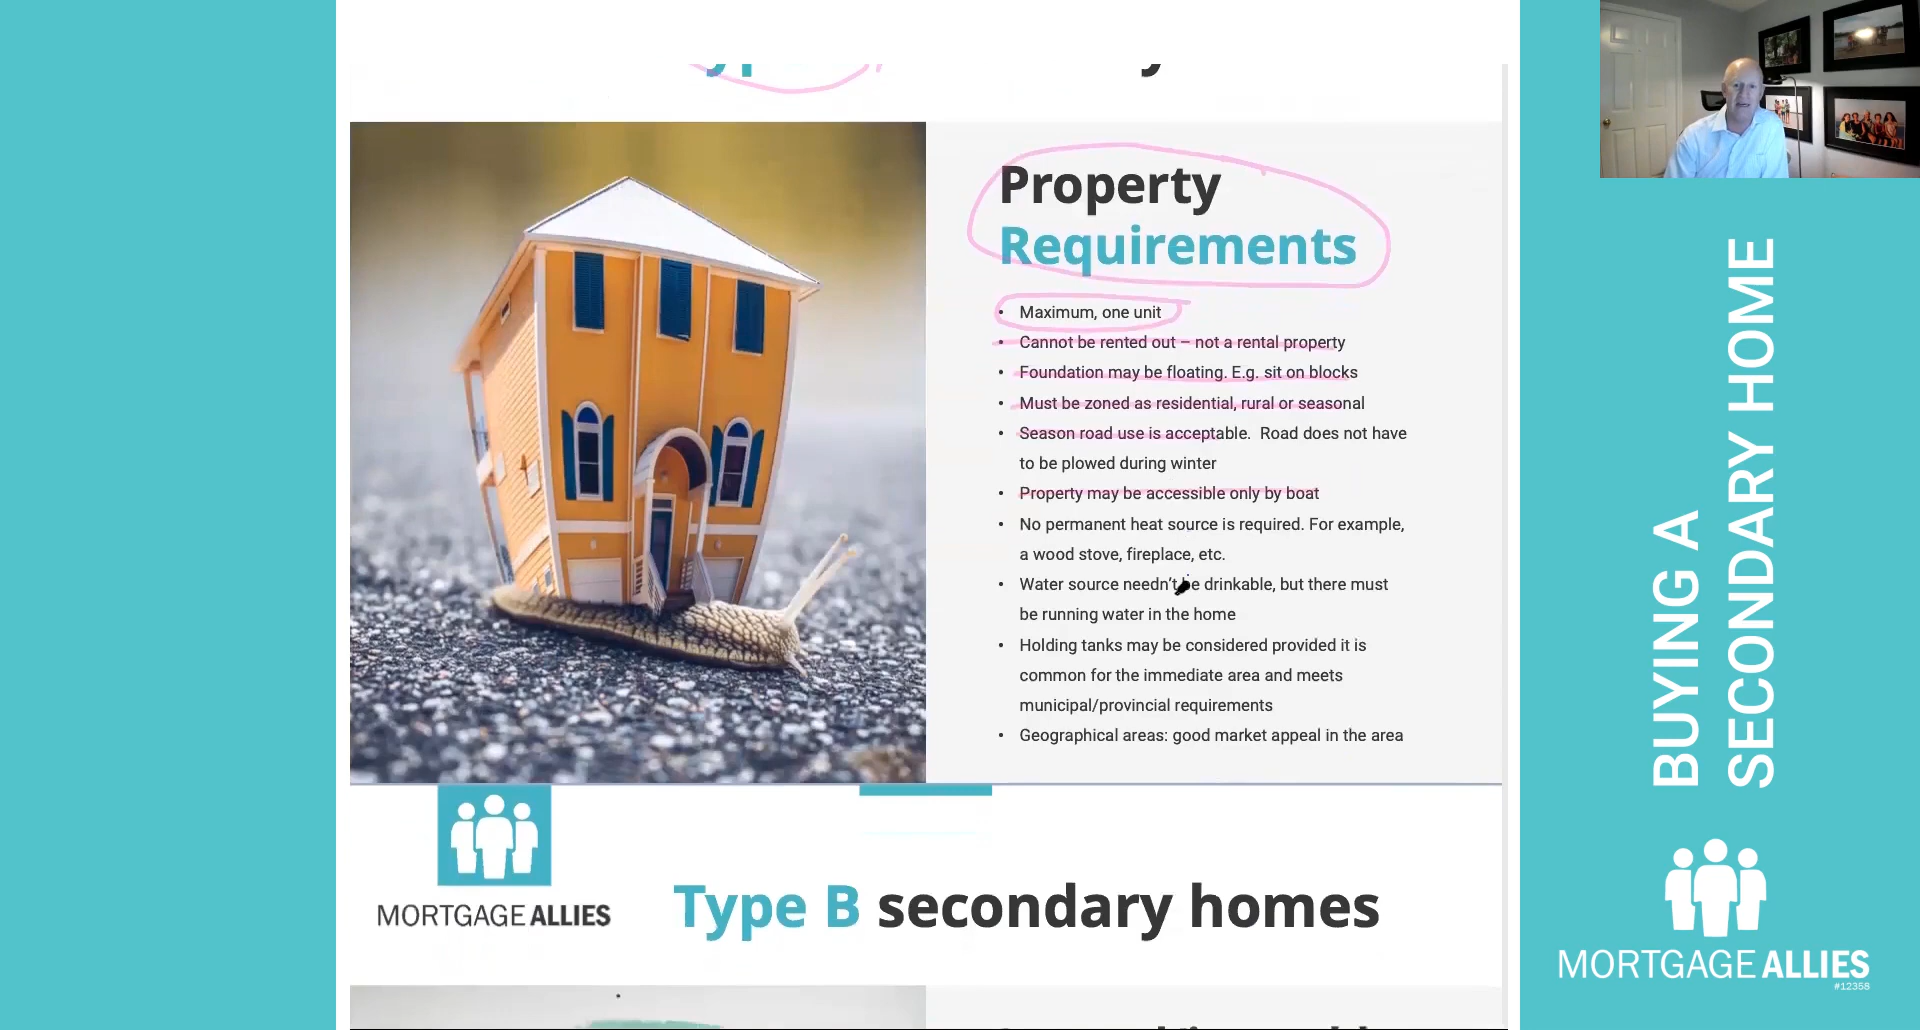 Property
Requirements
• Maximum, one unit
• Cannot be rented out – not a rental property
• Foundation may be floating. E.g. sit on blocks
• Must be zoned as residential, rural or seasonal
• Season road use is acceptable. Road does not have
to be plowed during winter
• Property may be accessible only by boat
• No permanent heat source is required. For example,
a wood stove, fireplace, etc.
• Water source needn't be drinkable, but there must
be running water in the home
• Holding tanks may be considered provided it is
common for the immediate area and meets
municipal/provincial requirements
• Geographical areas: good market appeal in the area
MORTGAGE ALLIES
Type B secondary homes
BUYING A
SECONDARY HOME
MORTGAGE ALLIES
#12358